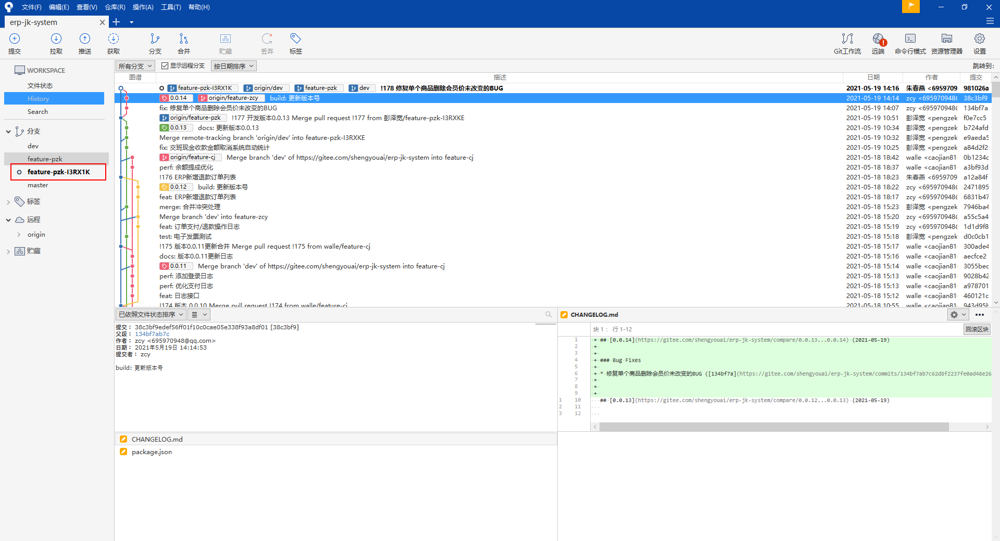 文件(F) 编辑(E) 查看(V) 仓库(R) 操作(A) 工具(T) 帮助(H)
erp-jk-system
提交 拉取 推送 获取 分支 合并 贮藏 丢弃 标签 Git工作流 远端 命令行模式 资源管理器 设置
WORKSPACE
文件状态
History
Search
分支
dev
feature-pzk
feature-pzk-I3RX1K
master
标签
远程
origin
贮藏
所有分支 显示远程分支 按日期排序 跳转到:
图谱 描述 日期 作者 提交
feature-pzk-I3RX1K origin/dev feature-pzk dev !178 修复单个商品删除会员价未改变的BUG 2021-05-19 14:16 朱春燕 <6959709 981026a
0.0.14 origin/feature-zcy build: 更新版本号 2021-05-19 14:14 zcy <695970948@ 38c3bf9
fix: 修复单个商品删除会员价未改变的BUG 2021-05-19 14:07 zcy <695970948@ 134bf7a
origin/feature-pzk !177 开发版本0.0.13 Merge pull request !177 from 彭泽宽/feature-pzk-I3RXKE 2021-05-19 10:51 彭泽宽 <pengzek f0e7cc5
0.0.13 docs: 更新版本0.0.13 2021-05-19 10:34 彭泽宽 <pengzek b724afd
Merge remote-tracking branch 'origin/dev' into feature-pzk-I3RXKE 2021-05-19 10:32 彭泽宽 <pengzek e9aeda5
fix: 交班现金收款金额取消系统自动统计 2021-05-19 10:25 彭泽宽 <pengzek a84d2f2
origin/feature-cj Merge branch 'dev' of https://gitee.com/shengyouai/erp-jk-system into feature-cj 2021-05-18 18:42 walle <caojian81 0b1234c
perf: 余额提成优化 2021-05-18 18:37 walle <caojian81 a3bf93d
!176 ERP新增退款订单列表 2021-05-18 18:23 朱春燕 <6959709 a12a84f
0.0.12 build: 更新版本号 2021-05-18 18:22 zcy <695970948@ 2471895
feat: ERP新增退款订单列表 2021-05-18 18:17 zcy <695970948@ 6831b47
merge: 合并冲突处理 2021-05-18 15:23 彭泽宽 <pengzek 7946ba4
Merge branch 'dev' into feature-zcy 2021-05-18 15:20 zcy <695970948@ a55c5a4
feat: 订单支付/退款操作日志 2021-05-18 15:19 zcy <695970948@ 1d1d9f8
test: 电子发票测试 2021-05-18 15:18 彭泽宽 <pengzek d0c0cb1
!175 版本0.0.11更新合并 Merge pull request !175 from walle/feature-cj 2021-05-18 15:17 walle <caojian81 300ade4
docs: 版本0.0.11更新日志 2021-05-18 15:16 walle <caojian81 aecfce2
0.0.11 Merge branch 'dev' of https://gitee.com/shengyouai/erp-jk-system into feature-cj 2021-05-18 15:14 walle <caojian81 3055bec
perf: 添加登录日志 2021-05-18 15:13 walle <caojian81 9028b42
perf: 优化支付日志 2021-05-18 15:13 walle <caojian81 a978701
feat: 日志接口 2021-05-18 15:12 walle <caojian81 460121c
!174 版本 0.0.10 Merge pull request !174 from walle/feature-cj 2021-05-18 10:55 walle <caojian81 943d95b
已依照文件状态排序
提交： 38c3bf9edef56ff01f10c0cae05e338f93a8df01 [38c3bf9]
父级： 134bf7ab7c
作者： zcy <695970948@qq.com>
日期： 2021年5月19日 14:14:53
提交者： zcy
build: 更新版本号
CHANGELOG.md
package.json
CHANGELOG.md
块 1： 行 1-12 回滚区块
1 + ## [0.0.14](https://gitee.com/shengyouai/erp-jk-system/compare/0.0.13...0.0.14) (2021-05-19)
2 +
3 +
4 + ### Bug Fixes
5 +
6 + * 修复单个商品删除会员价未改变的BUG ([134bf7a](https://gitee.com/shengyouai/erp-jk-system/commits/134bf7ab7c62d8f2237fe0ad48e26
7 +
8 +
9 +
1 10 ## [0.0.13](https://gitee.com/shengyouai/erp-jk-system/compare/0.0.12...0.0.13) (2021-05-19)
2 11
3 12